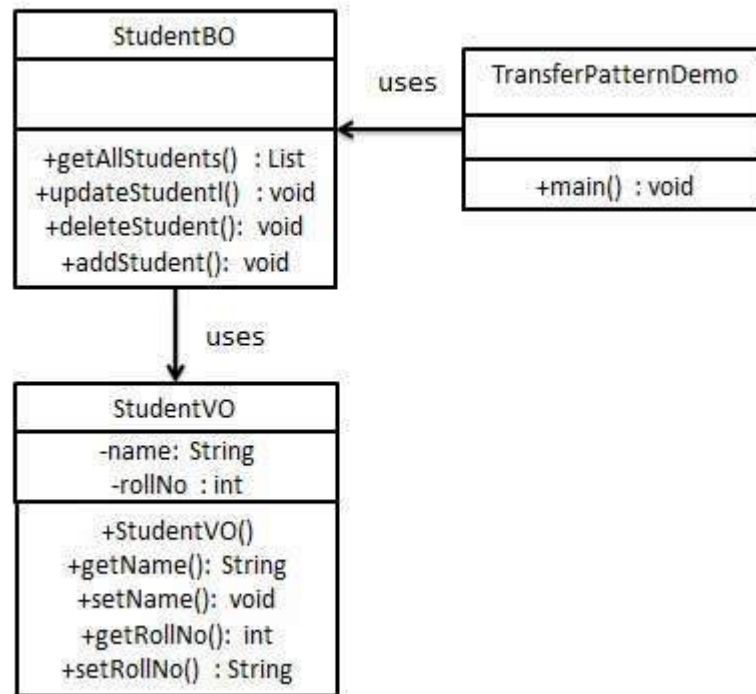 StudentBO
+getAllStudents() : List
+updateStudentl() : void
+deleteStudent(): void
+addStudent(): void
uses
TransferPatternDemo
+main() : void
uses
StudentVO
-name: String
-rollNo : int
+StudentVO()
+getName(): String
+setName(): void
+getRollNo(): int
+setRollNo() : String